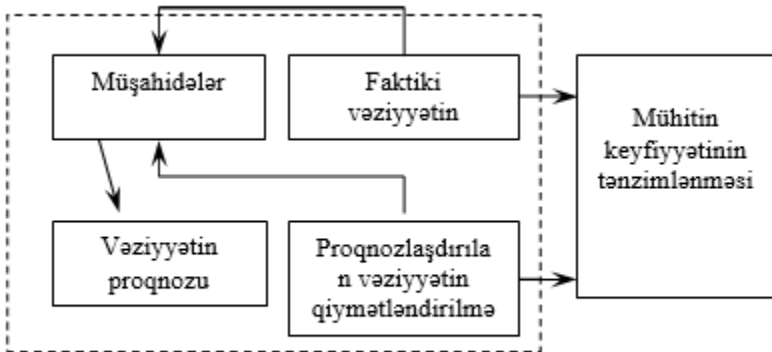 Müşahidələr
Faktiki
vəziyyətin
Mühitin
keyfiyyətinin
tənzimlənməsi
Vəziyyətin
proqnozu
Proqnozlaşdırıla
n vəziyyətin
qiymətləndirilmə